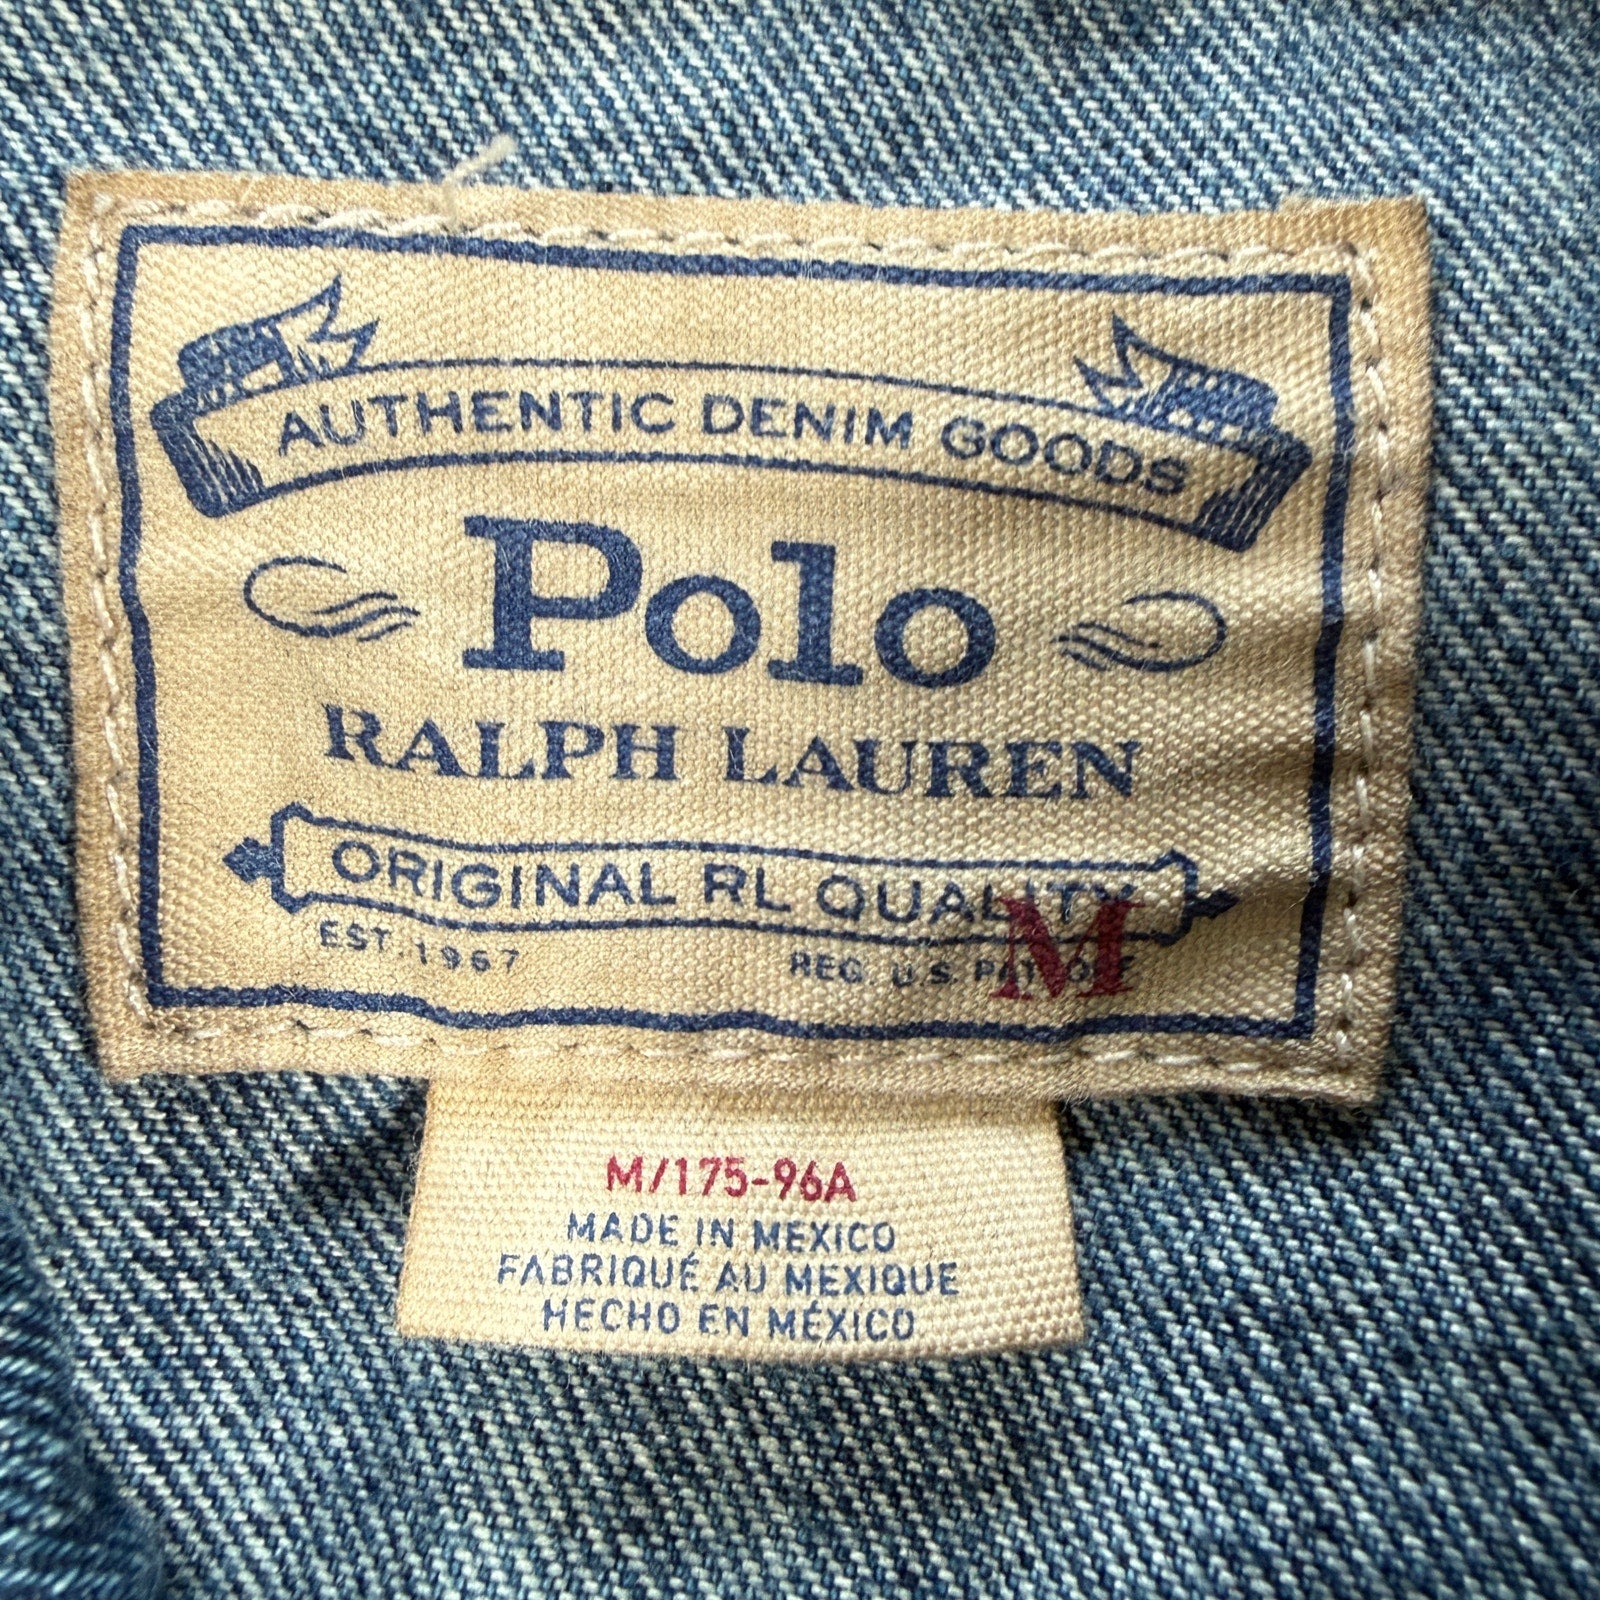 AUTHENTIC DENIM GOODS
Polo
RALPH LAUREN
ORIGINAL RL QUALITY
EST. 1967 REG. U.S. PAT. OFF
M
M/175-96A
MADE IN MEXICO
FABRIQUÉ AU MEXIQUE
HECHO EN MÉXICO